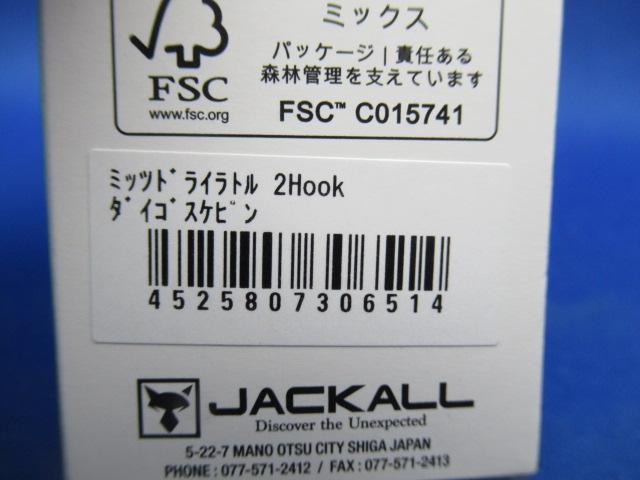 ミックス
パッケージ | 責任ある
森林管理を支えています
FSC
www.fsc.org
FSC™ C015741
ﾐｯﾂﾄﾞﾗｲﾗﾄﾙ 2Hook
ﾀﾞｲｺﾞｽｹﾋﾞﾝ
4525807306514
JACKALL
Discover the Unexpected
5-22-7 MANO OTSU CITY SHIGA JAPAN
PHONE : 077-571-2412 / FAX : 077-571-2413